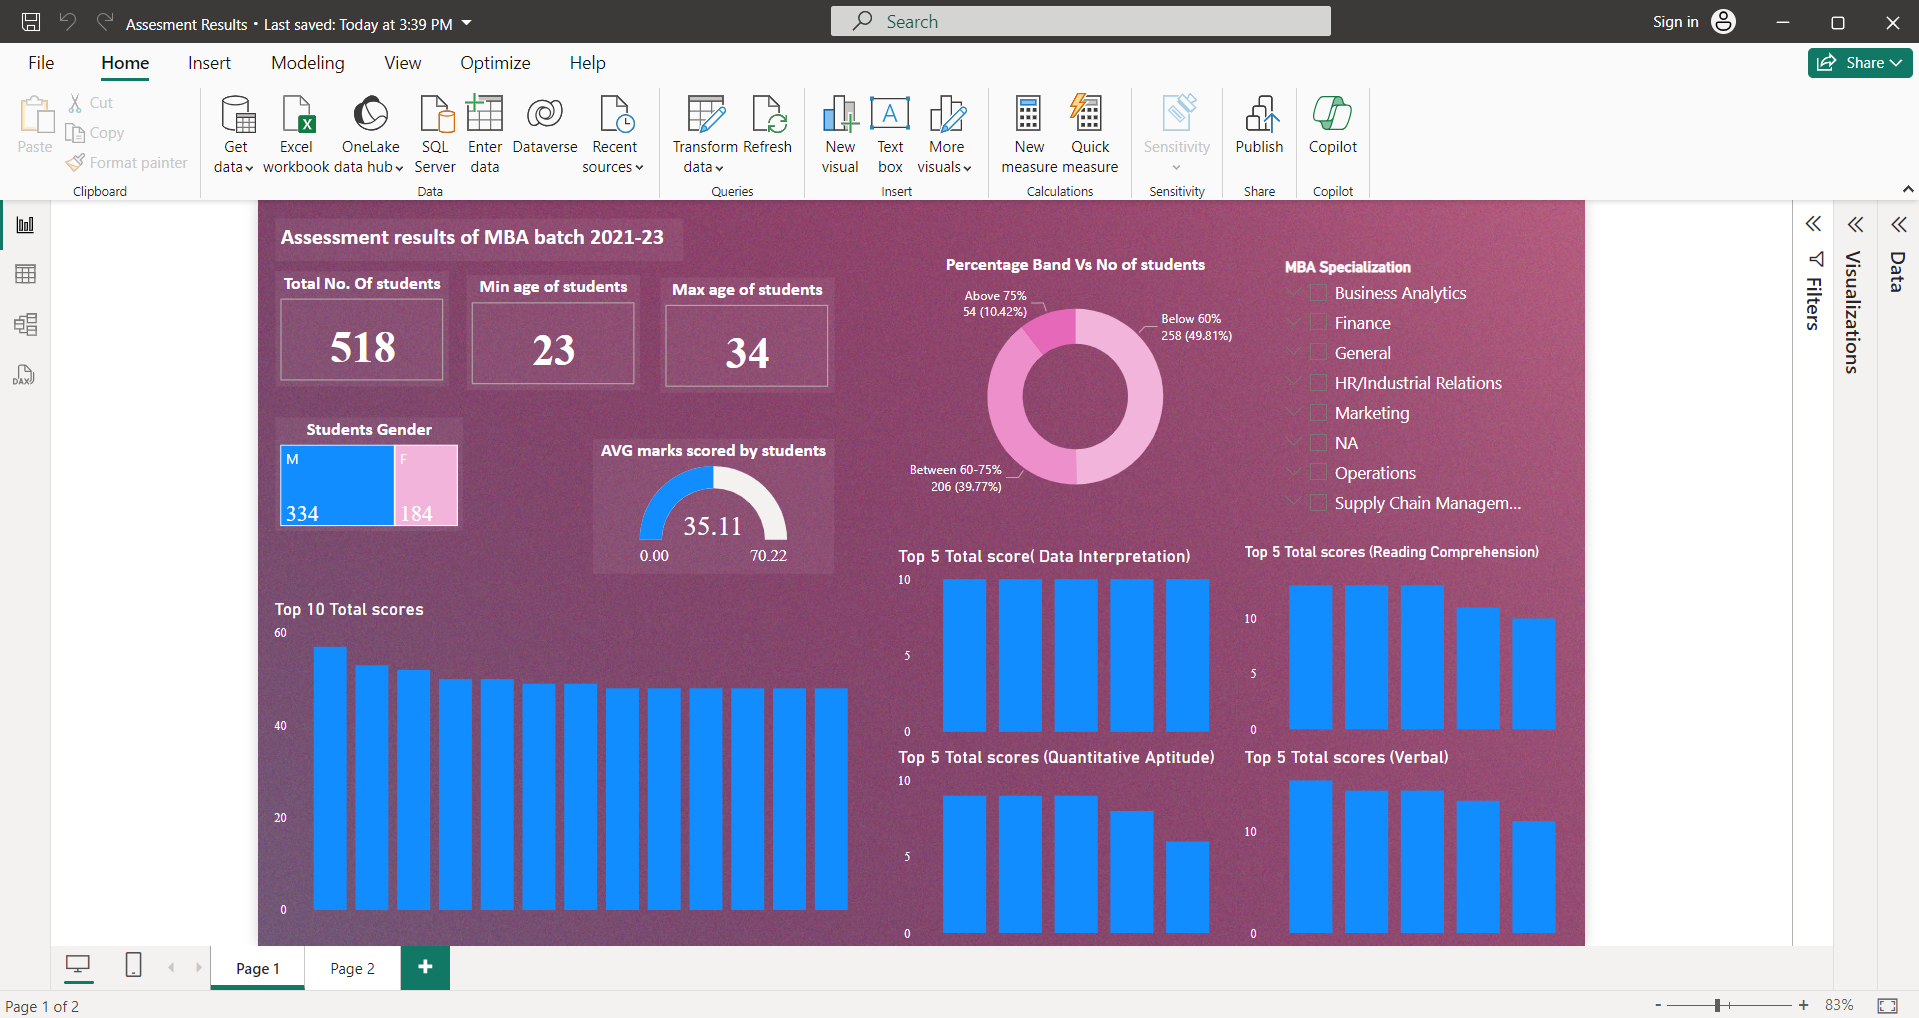 Assesment Results • Last saved: Today at 3:39 PM
Search
Sign in
File
Home
Insert
Modeling
View
Optimize
Help
Share
Paste
Cut
Copy
Format painter
Clipboard
Get data
Excel workbook
OneLake data hub
SQL Server
Enter data
Dataverse
Recent sources
Data
Transform data
Refresh
Queries
New visual
Text box
A
More visuals
Insert
New measure
Quick measure
Calculations
Sensitivity
Sensitivity
Publish
Share
Copilot
Copilot
DAX
Assessment results of MBA batch 2021-23
Total No. Of students
518
Min age of students
23
Max age of students
34
Students Gender
M
334
F
184
AVG marks scored by students
35.11
0.00
70.22
Percentage Band Vs No of students
Above 75%
54 (10.42%)
Below 60%
258 (49.81%)
Between 60-75%
206 (39.77%)
MBA Specialization
Business Analytics
Finance
General
HR/Industrial Relations
Marketing
NA
Operations
Supply Chain Managem...
Top 10 Total scores
60
40
20
0
Top 5 Total score( Data Interpretation)
10
5
0
Top 5 Total scores (Reading Comprehension)
10
5
0
Top 5 Total scores (Quantitative Aptitude)
10
5
0
Top 5 Total scores (Verbal)
10
0
Filters
Visualizations
Data
Page 1
Page 2
Page 1 of 2
83%